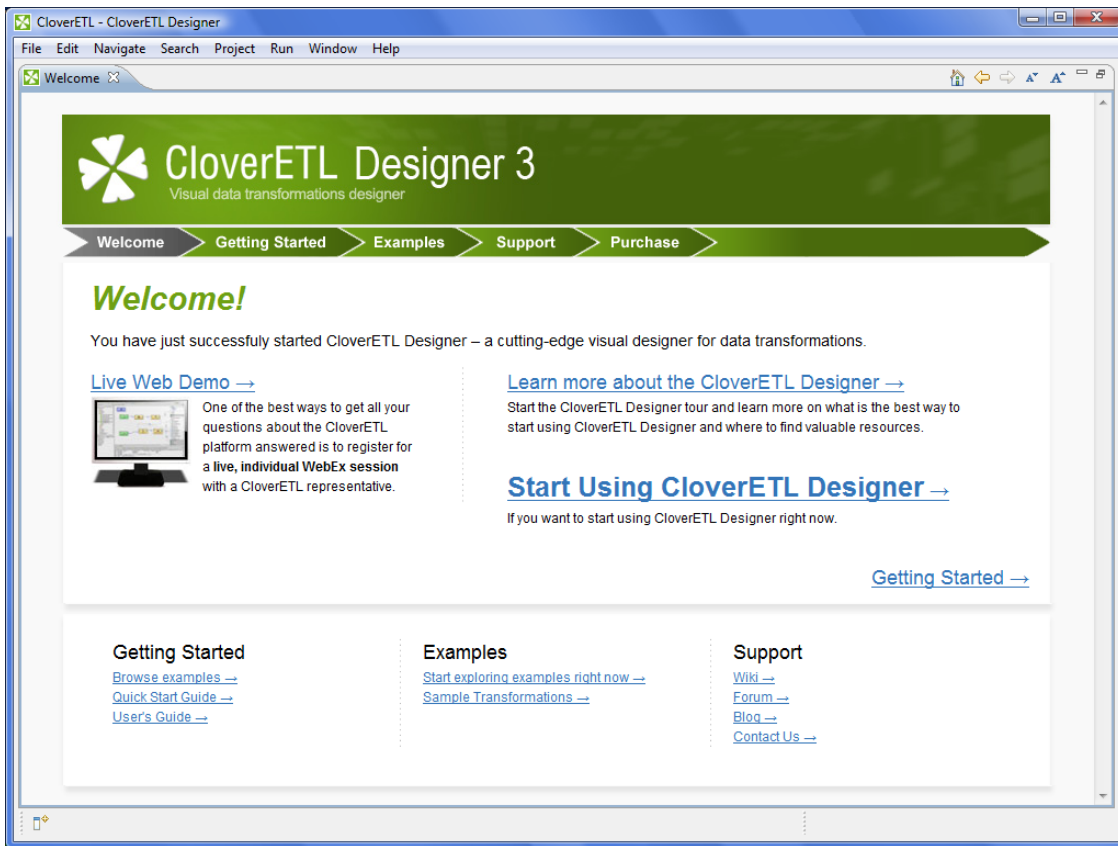 CloverETL - CloverETL Designer
File Edit Navigate Search Project Run Window Help
Welcome
CloverETL Designer 3
Visual data transformations designer
Welcome Getting Started Examples Support Purchase
Welcome!
You have just successfuly started CloverETL Designer – a cutting-edge visual designer for data transformations.
Live Web Demo →
One of the best ways to get all your
questions about the CloverETL
platform answered is to register for
a live, individual WebEx session
with a CloverETL representative.
Learn more about the CloverETL Designer →
Start the CloverETL Designer tour and learn more on what is the best way to
start using CloverETL Designer and where to find valuable resources.
Start Using CloverETL Designer →
If you want to start using CloverETL Designer right now.
Getting Started →
Getting Started
Browse examples →
Quick Start Guide →
User's Guide →
Examples
Start exploring examples right now →
Sample Transformations →
Support
Wiki →
Forum →
Blog →
Contact Us →